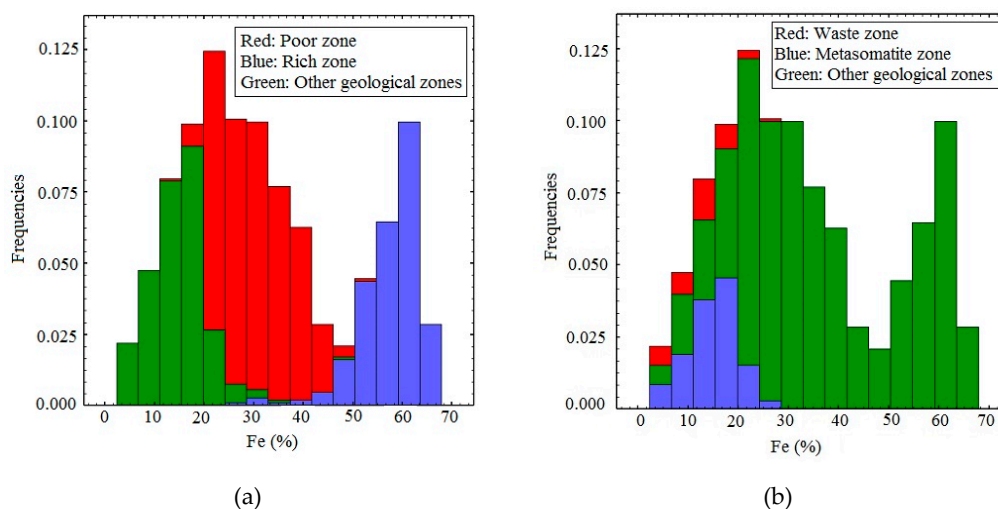 Red: Poor zone
Blue: Rich zone
Green: Other geological zones
0.125
0.100
0.075
0.050
0.025
0.000
Frequencies
0 10 20 30 40 50 60 70
Fe (%)
(a)
Red: Waste zone
Blue: Metasomatite zone
Green: Other geological zones
0.125
0.100
0.075
0.050
0.025
0.000
Frequencies
0 10 20 30 40 50 60 70
Fe (%)
(b)